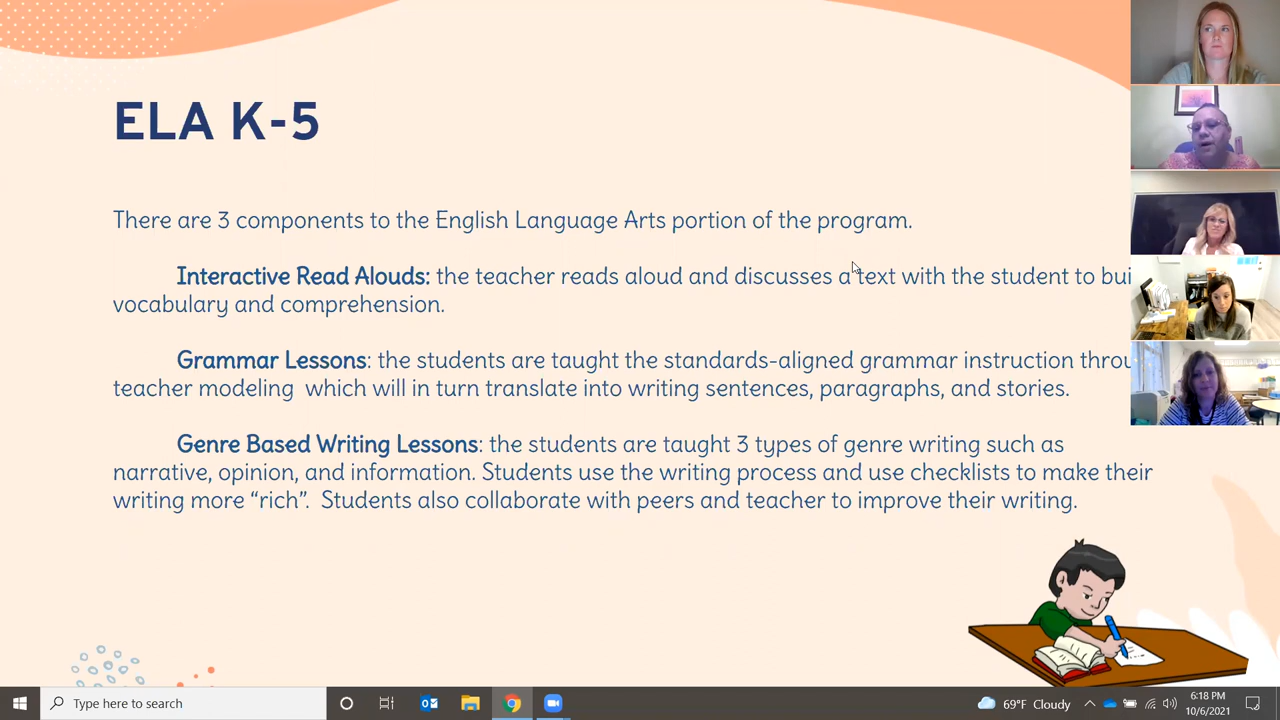 ELA K-5
There are 3 components to the English Language Arts portion of the program.
Interactive Read Alouds: the teacher reads aloud and discusses a text with the student to bui
vocabulary and comprehension.
Grammar Lessons: the students are taught the standards-aligned grammar instruction throu
teacher modeling which will in turn translate into writing sentences, paragraphs, and stories.
Genre Based Writing Lessons: the students are taught 3 types of genre writing such as
narrative, opinion, and information. Students use the writing process and use checklists to make their
writing more “rich”. Students also collaborate with peers and teacher to improve their writing.
Type here to search
69°F Cloudy
6:18 PM
10/6/2021